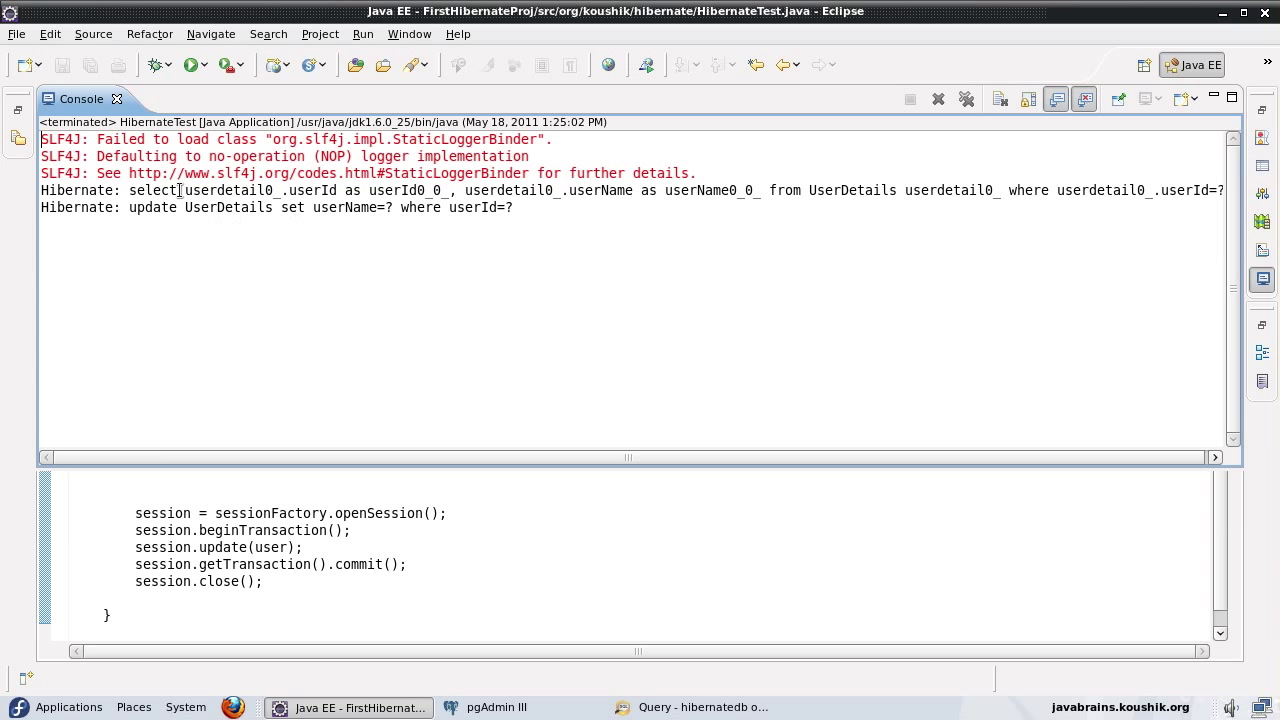 Java EE - FirstHibernateProj/src/org/koushik/hibernate/HibernateTest.java - Eclipse
File Edit Source Refactor Navigate Search Project Run Window Help
Java EE
Console
<terminated> HibernateTest [Java Application] /usr/java/jdk1.6.0_25/bin/java (May 18, 2011 1:25:02 PM)
SLF4J: Failed to load class "org.slf4j.impl.StaticLoggerBinder".
SLF4J: Defaulting to no-operation (NOP) logger implementation
SLF4J: See http://www.slf4j.org/codes.html#StaticLoggerBinder for further details.
Hibernate: select userdetail0_.userId as userId0_0_, userdetail0_.userName as userName0_0_ from UserDetails userdetail0_ where userdetail0_.userId=?
Hibernate: update UserDetails set userName=? where userId=?
session = sessionFactory.openSession();
session.beginTransaction();
session.update(user);
session.getTransaction().commit();
session.close();
}
Applications Places System Java EE - FirstHibernat... pgAdmin III Query - hibernatedb o... javabrains.koushik.org